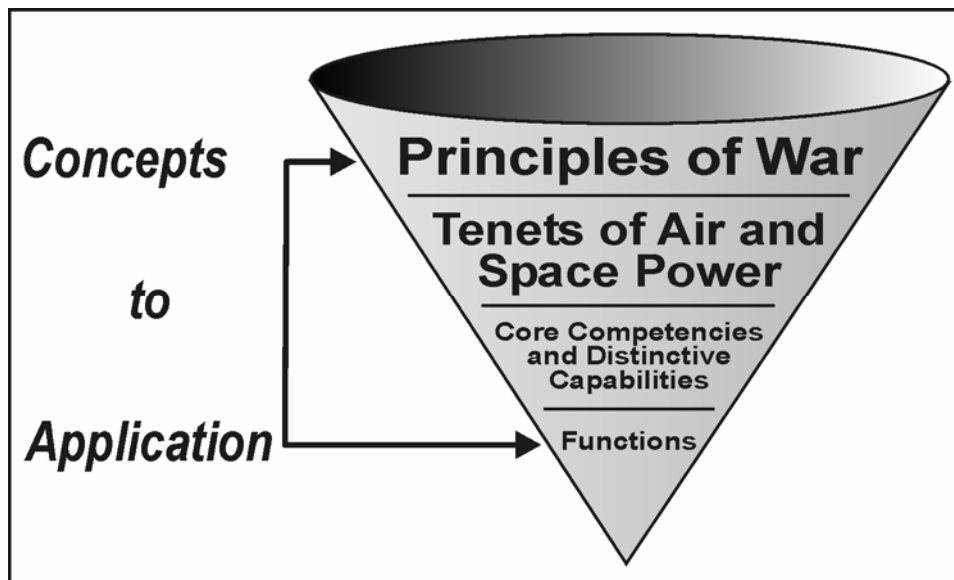 Concepts
to
Application
Principles of War
Tenets of Air and
Space Power
Core Competencies
and Distinctive
Capabilities
Functions